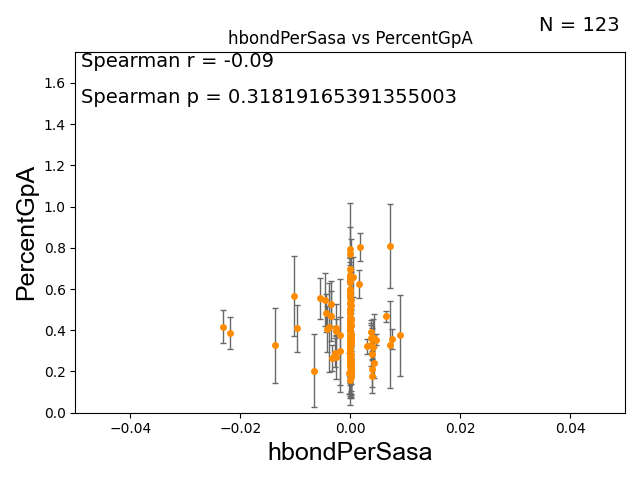 N = 123
hbondPerSasa vs PercentGpA
Spearman r = -0.09
Spearman p = 0.31819165391355003
1.6
1.4
1.2
1.0
0.8
0.6
0.4
0.2
0.0
PercentGpA
−0.04
−0.02
0.00
0.02
0.04
hbondPerSasa